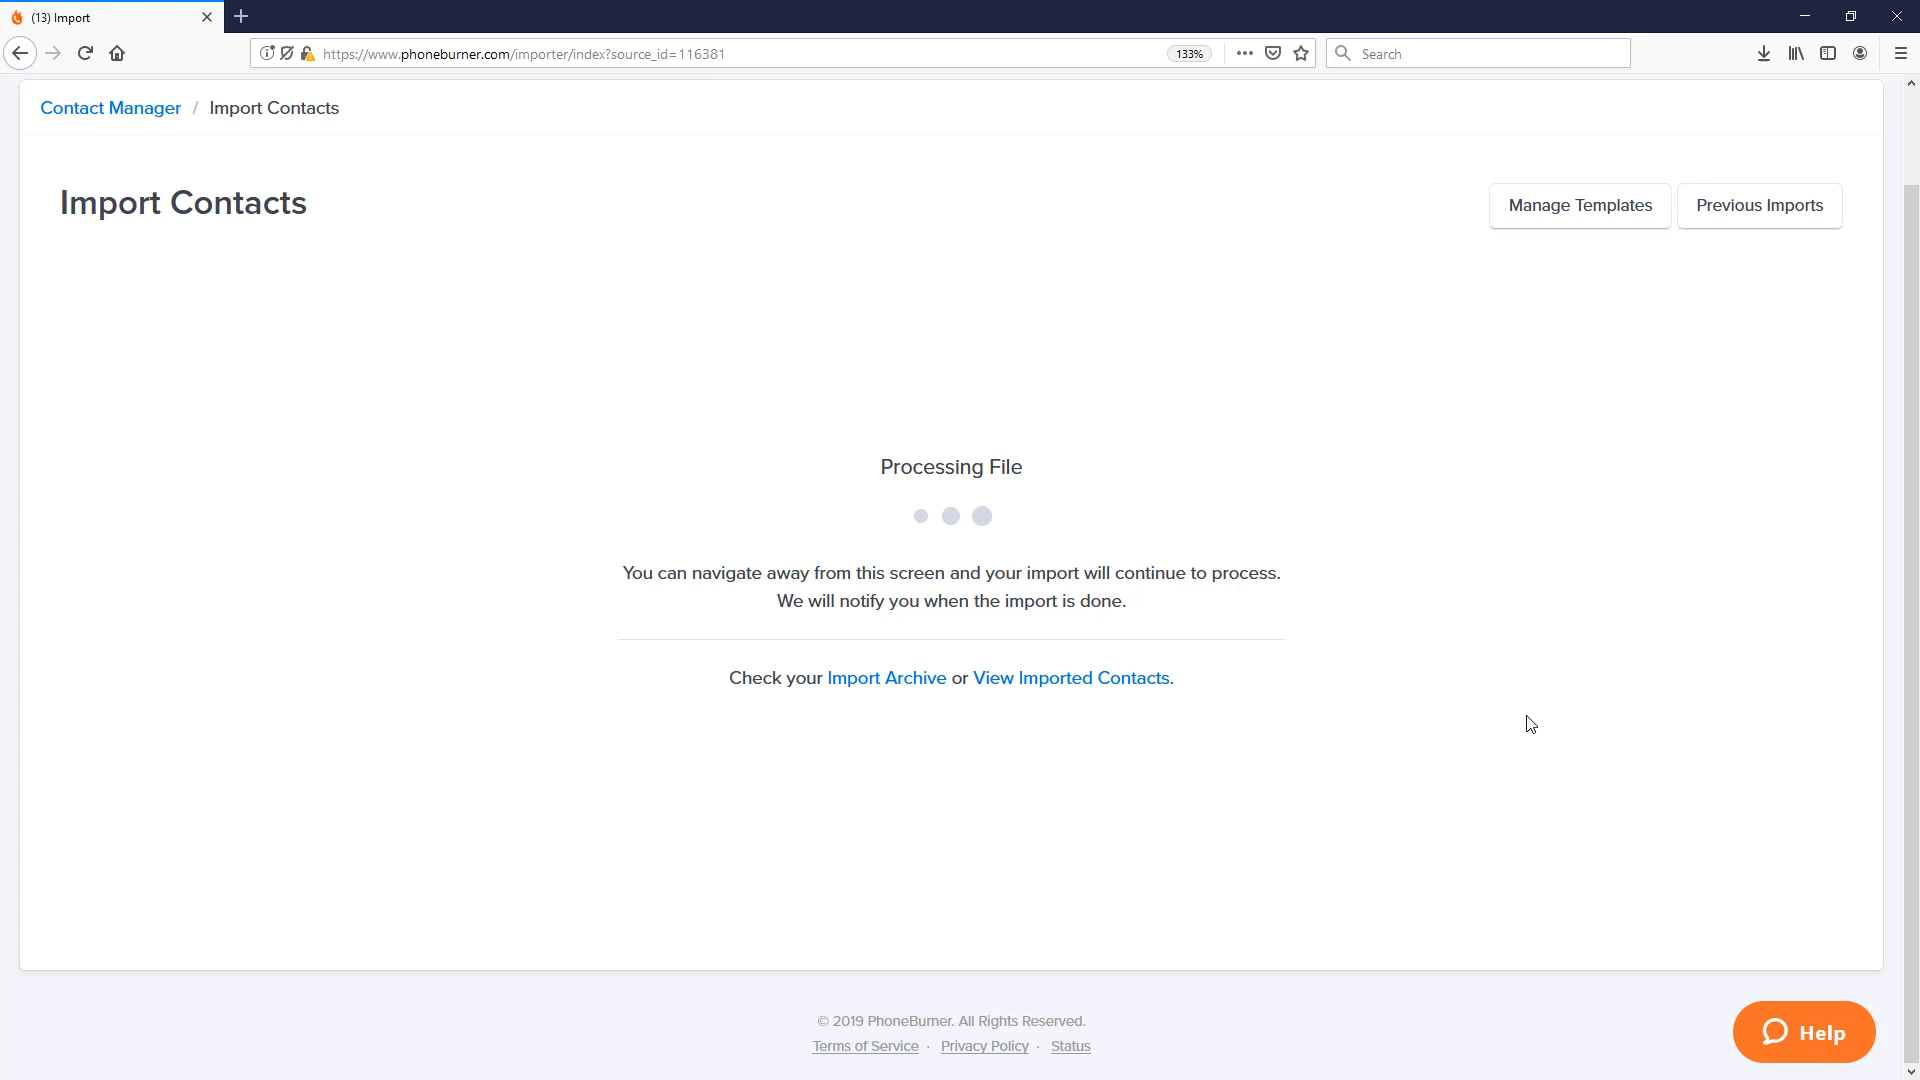 (13) Import
https://www.phoneburner.com/importer/index?source_id=116381
133%
Search
Contact Manager / Import Contacts
Import Contacts
Manage Templates
Previous Imports
Processing File
You can navigate away from this screen and your import will continue to process.
We will notify you when the import is done.
Check your Import Archive or View Imported Contacts.
© 2019 PhoneBurner. All Rights Reserved.
Terms of Service · Privacy Policy · Status
Help